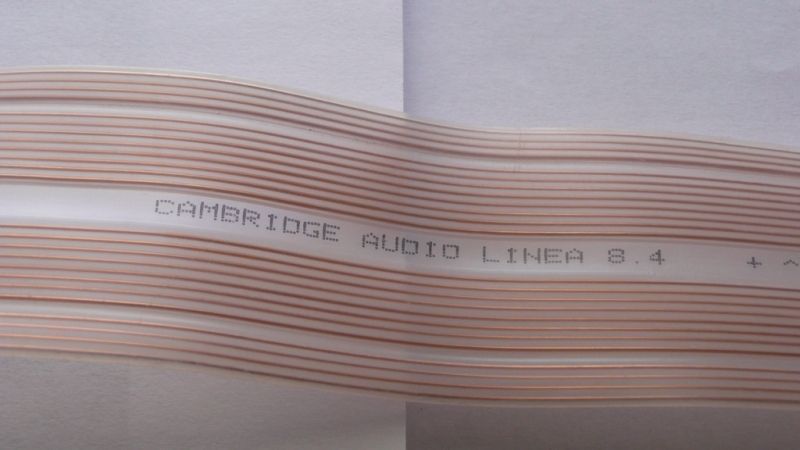 CAMBRIDGE AUDIO LINEA 8.4 + ^